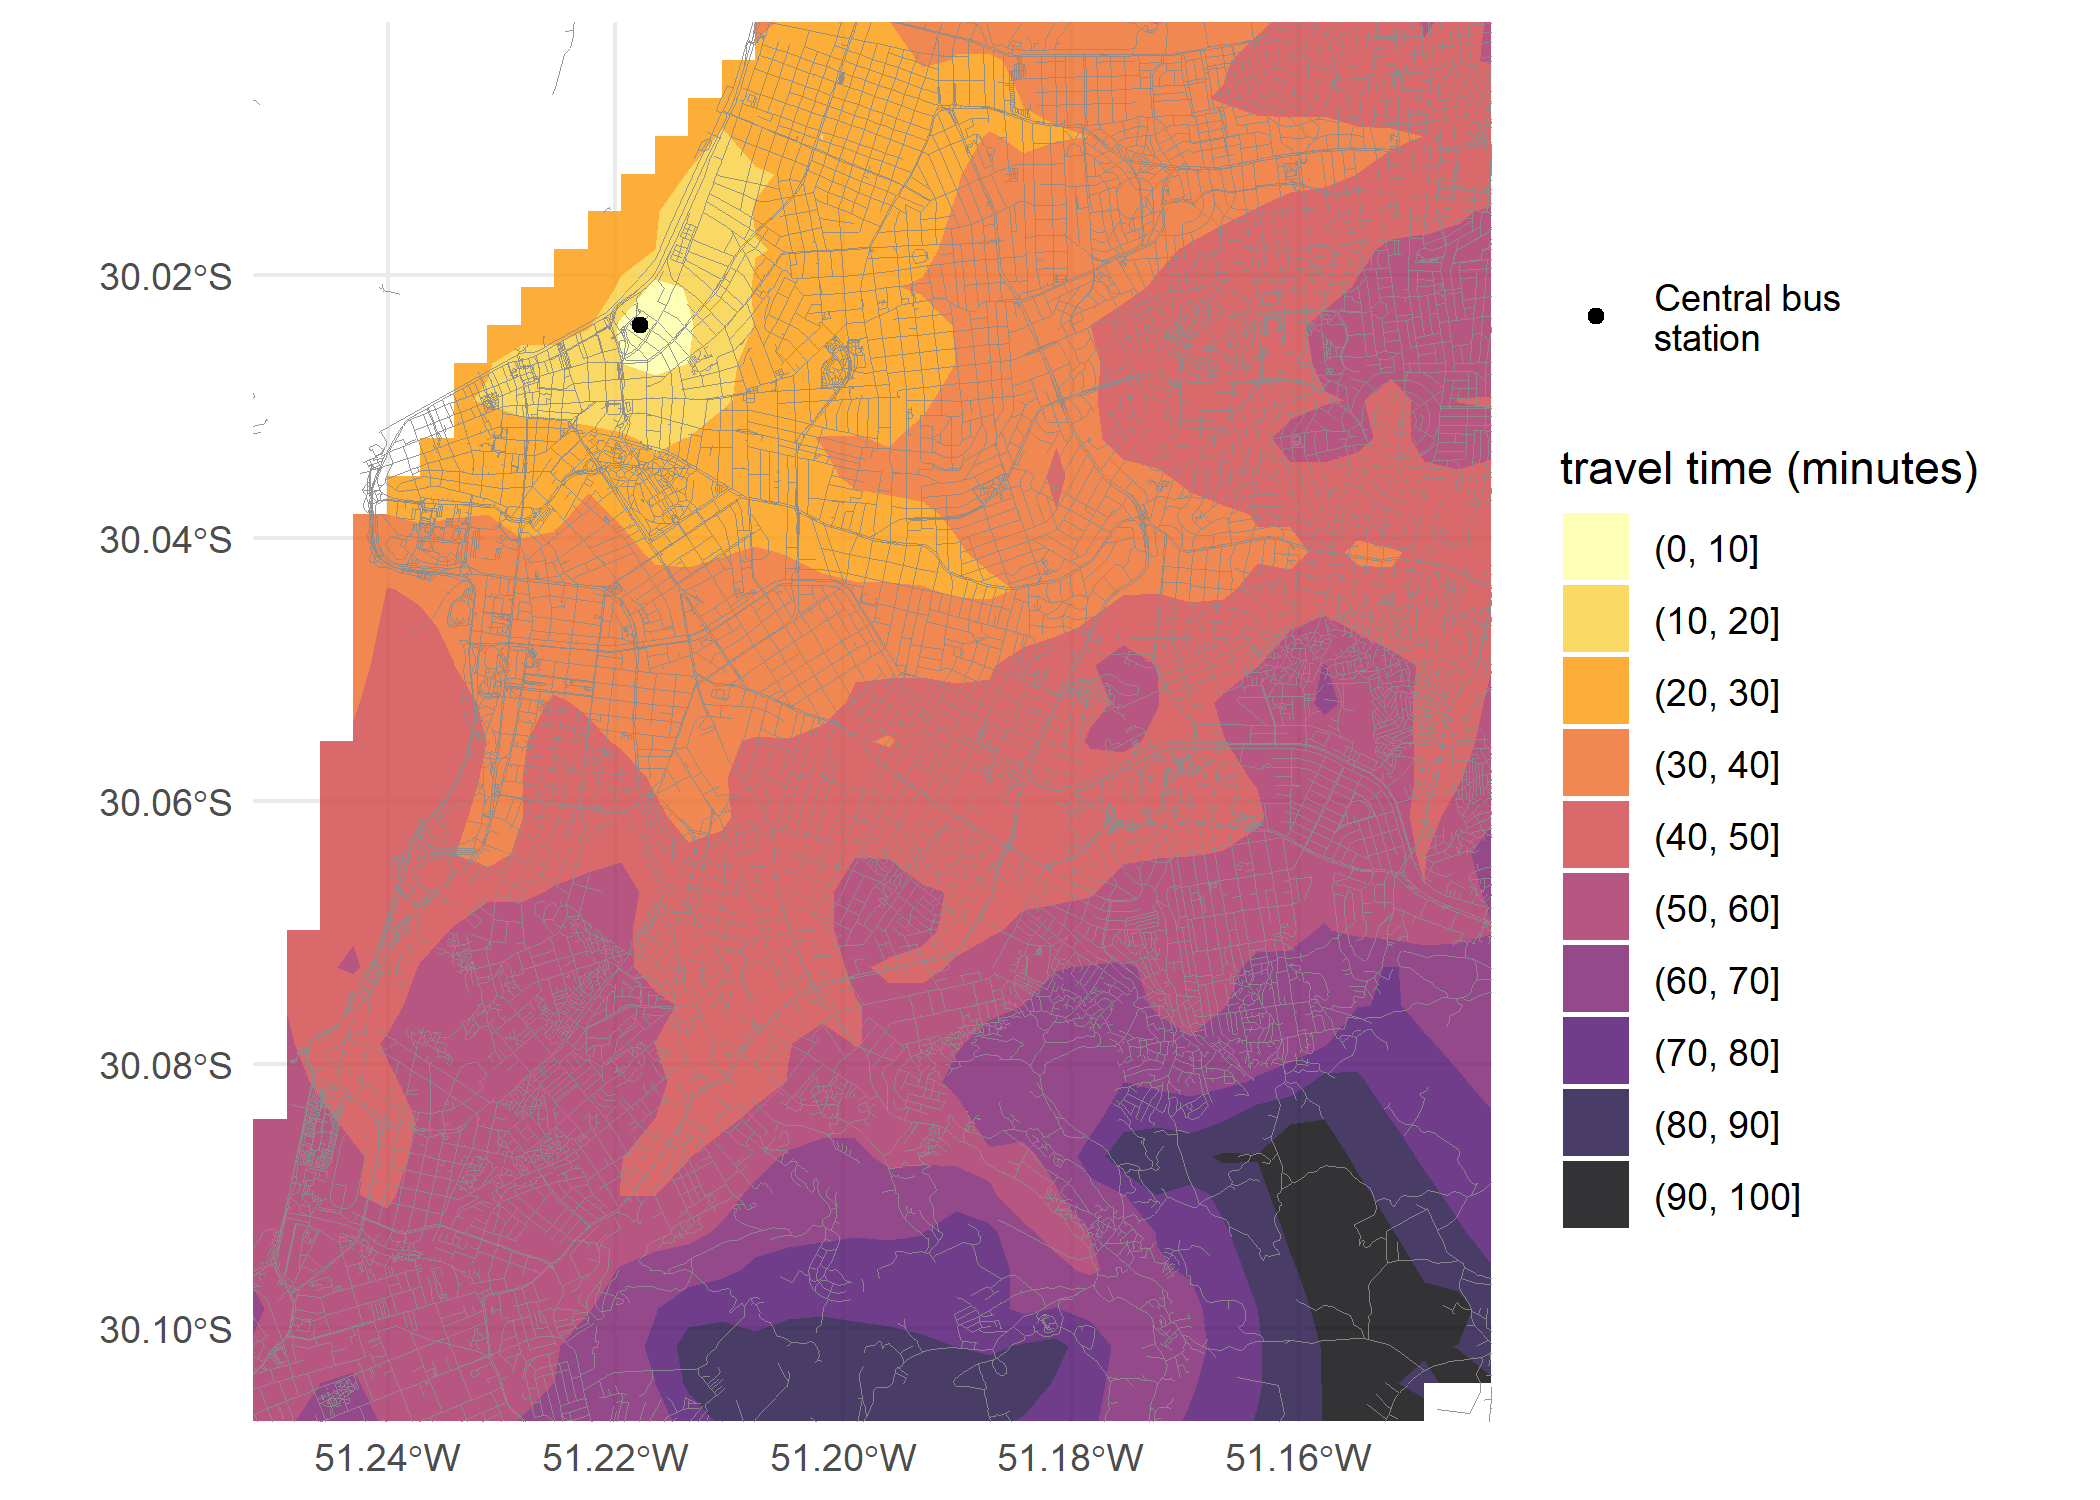 30.02°S
30.04°S
30.06°S
30.08°S
30.10°S
51.24°W
51.22°W
51.20°W
51.18°W
51.16°W
Central bus
station
travel time (minutes)
(0, 10]
(10, 20]
(20, 30]
(30, 40]
(40, 50]
(50, 60]
(60, 70]
(70, 80]
(80, 90]
(90, 100]